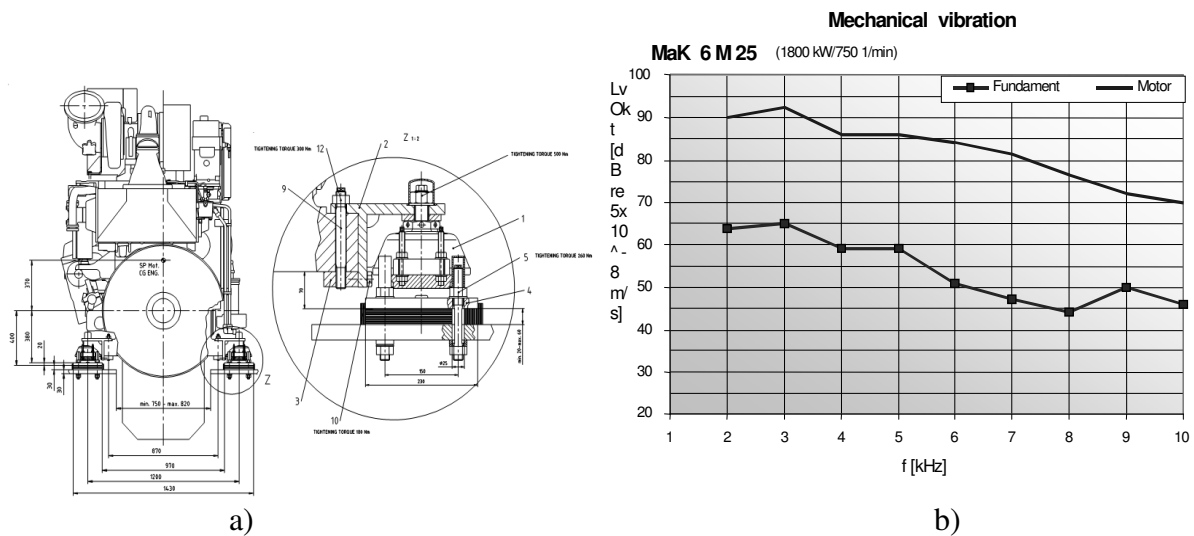 SP Mot.
CG ENG.
370
400
380
20
30
30
Z
min. 750 - max. 820
870
970
1200
1430
Z 1:2
TIGHTENING TORQUE 300 Nm
12
2
TIGHTENING TORQUE 500 Nm
9
1
5
TIGHTENING TORQUE 260 Nm
4
70
Ø25
150
230
3
10
TIGHTENING TORQUE 180 Nm
a)
Mechanical vibration
MaK 6 M 25 (1800 kW/750 1/min)
Fundament
Motor
Lv
Ok
t
[d
B
re
5x
10
^ -
8
m/
s]
100
90
80
70
60
50
40
30
20
1 2 3 4 5 6 7 8 9 10
f [kHz]
b)